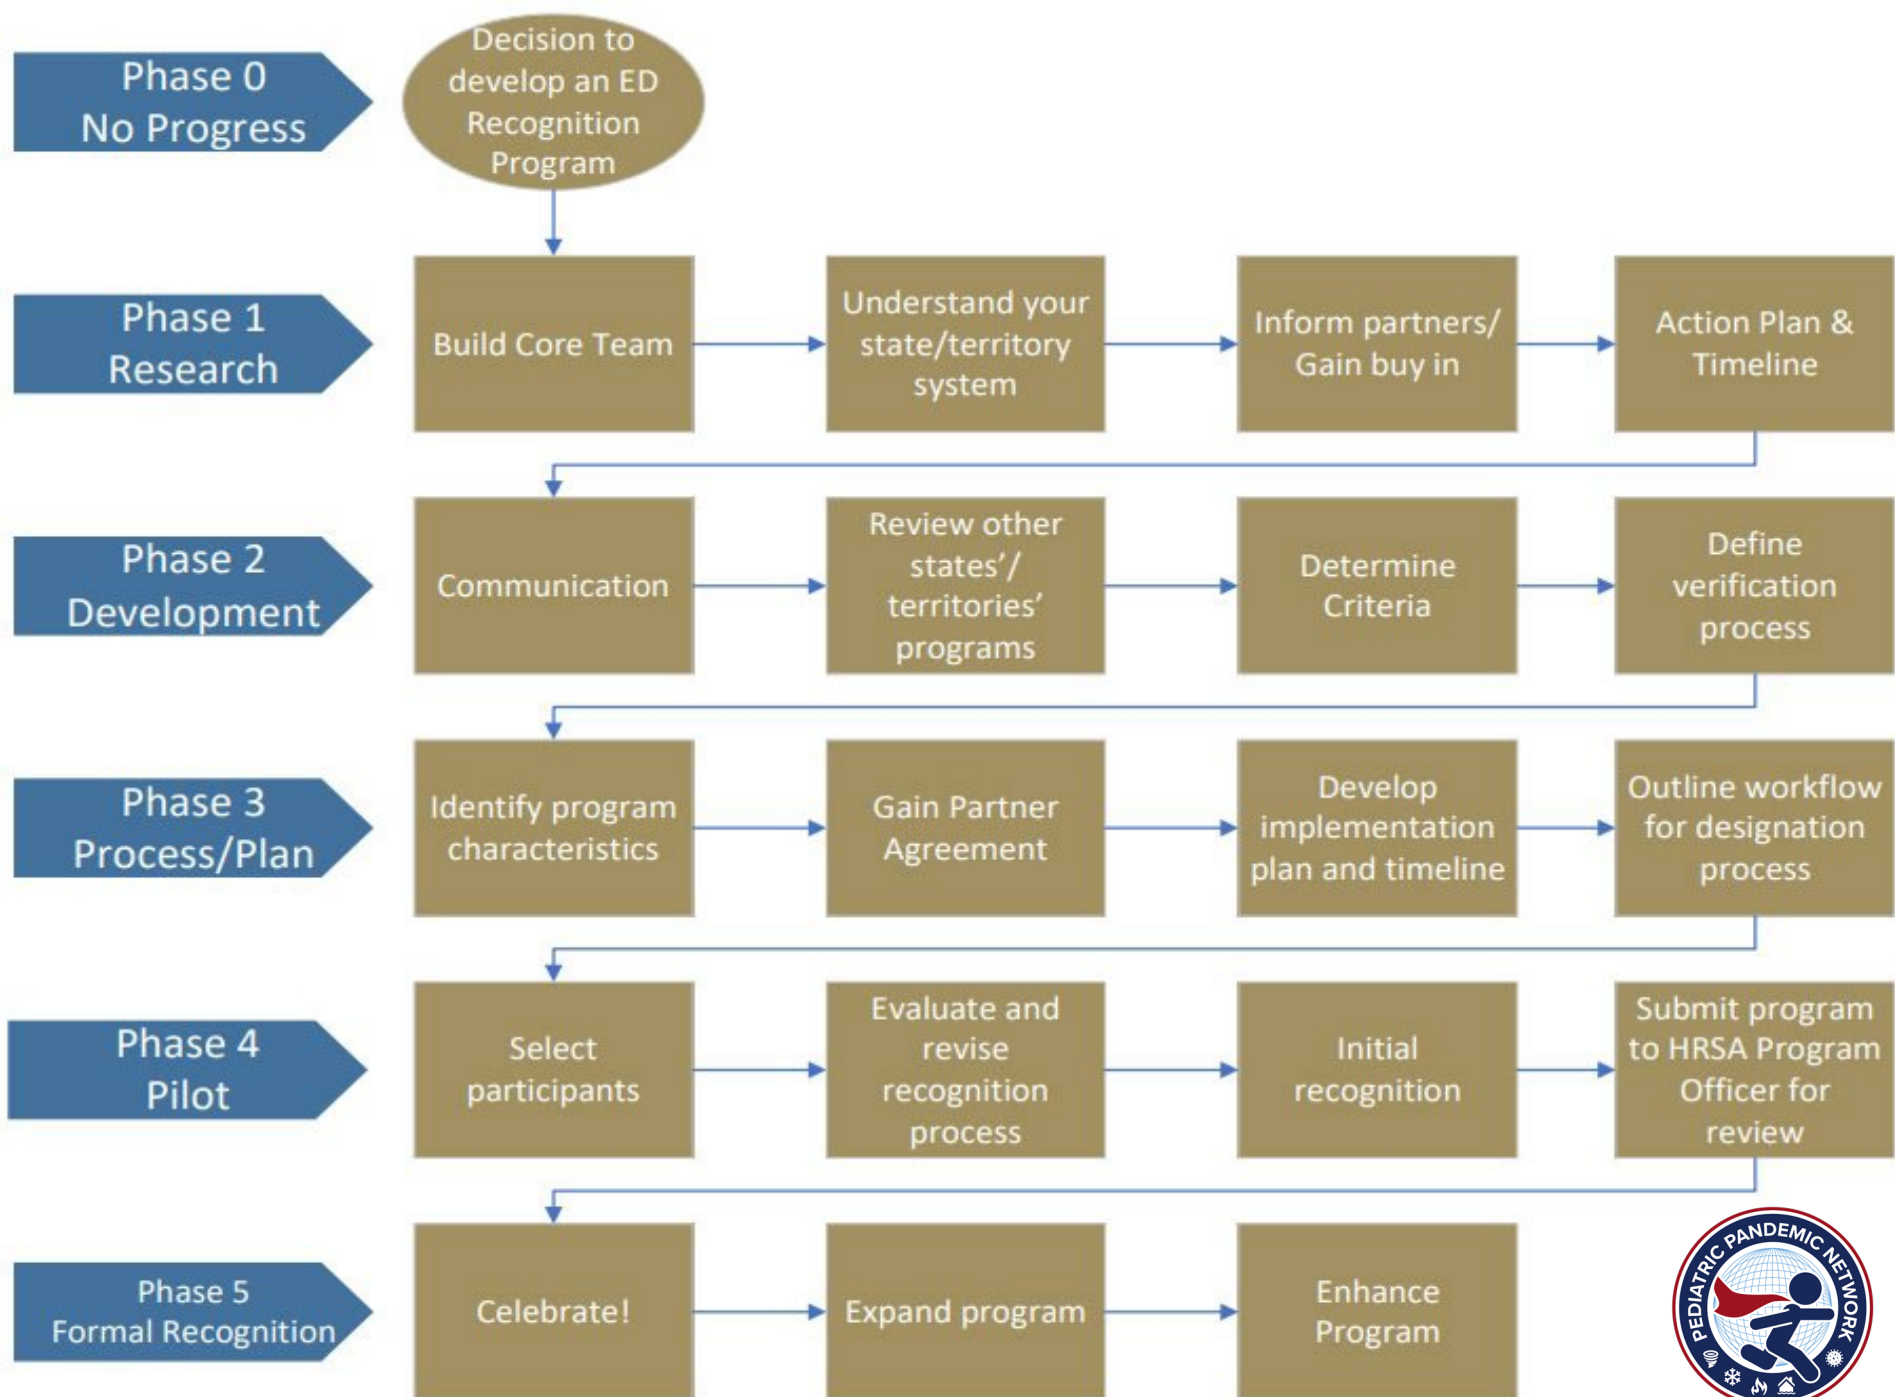 Phase 0
No Progress
Decision to
develop an ED
Recognition
Program
Phase 1
Research
Build Core Team
Understand your
state/territory
system
Inform partners/
Gain buy in
Action Plan &
Timeline
Phase 2
Development
Communication
Review other
states’/
territories’
programs
Determine
Criteria
Define
verification
process
Phase 3
Process/Plan
Identify program
characteristics
Gain Partner
Agreement
Develop
implementation
plan and timeline
Outline workflow
for designation
process
Phase 4
Pilot
Select
participants
Evaluate and
revise
recognition
process
Initial
recognition
Submit program
to HRSA Program
Officer for
review
Phase 5
Formal Recognition
Celebrate!
Expand program
Enhance
Program
PEDIATRIC PANDEMIC NETWORK